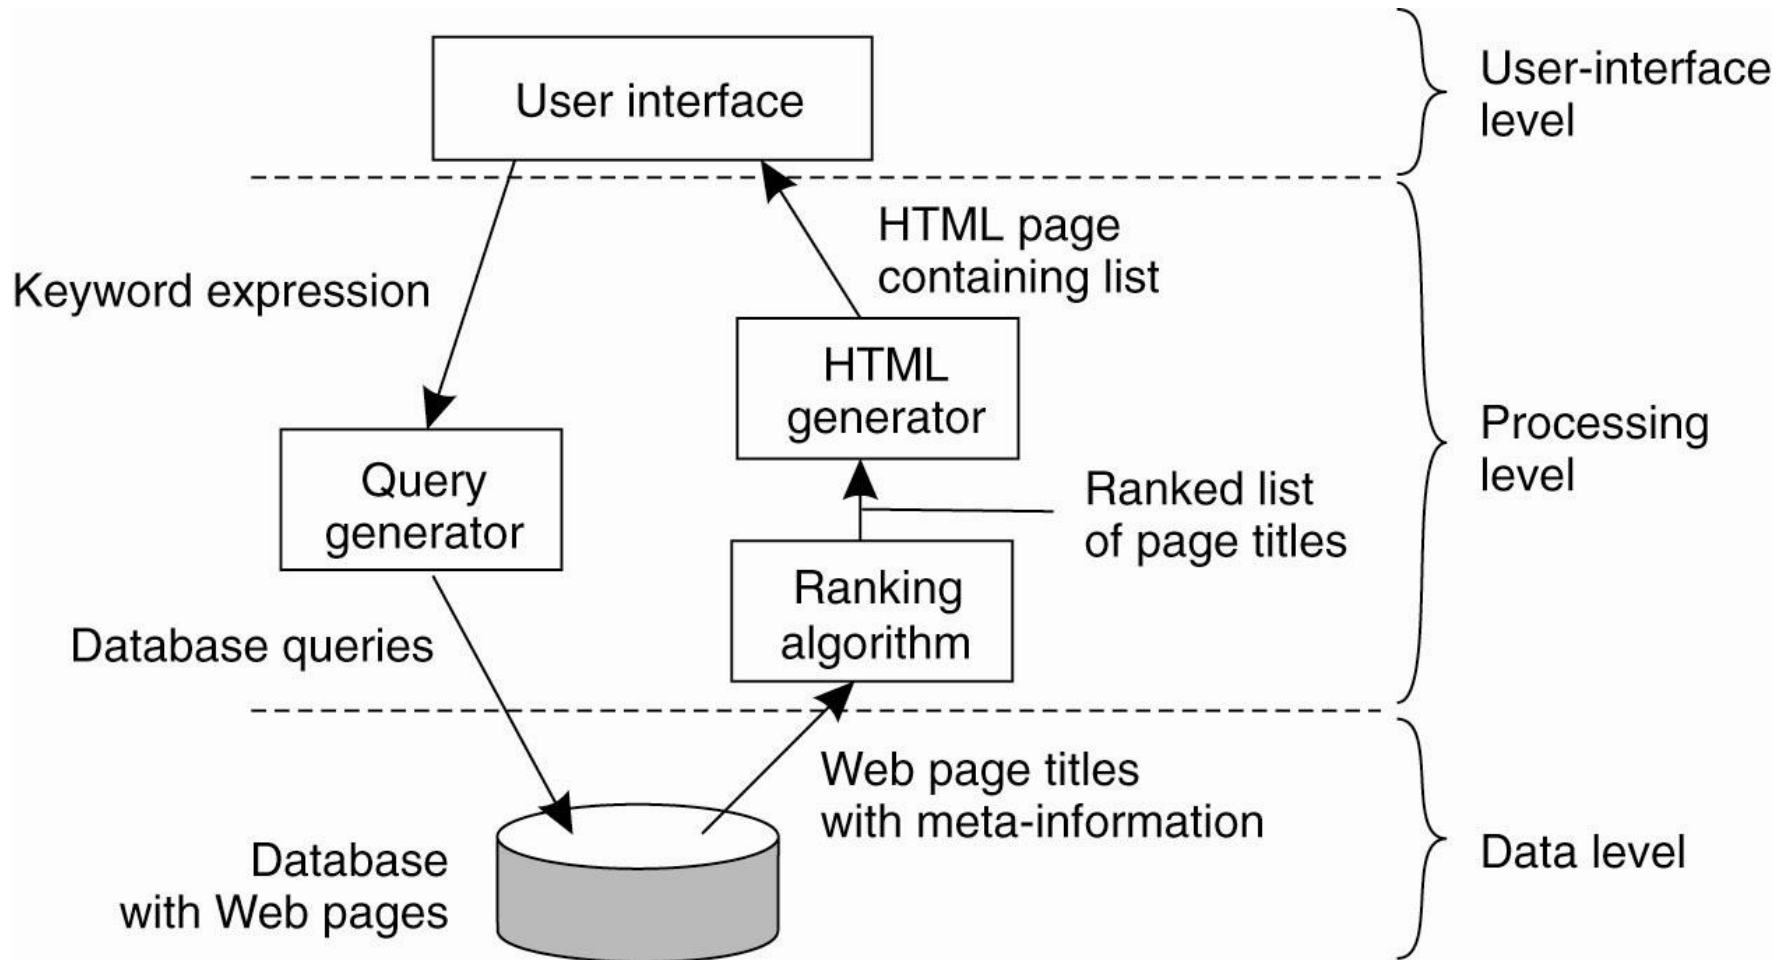 User interface
User-interface
level
Keyword expression
HTML page
containing list
HTML
generator
Query
generator
Ranked list
of page titles
Processing
level
Ranking
algorithm
Database queries
Web page titles
with meta-information
Database
with Web pages
Data level